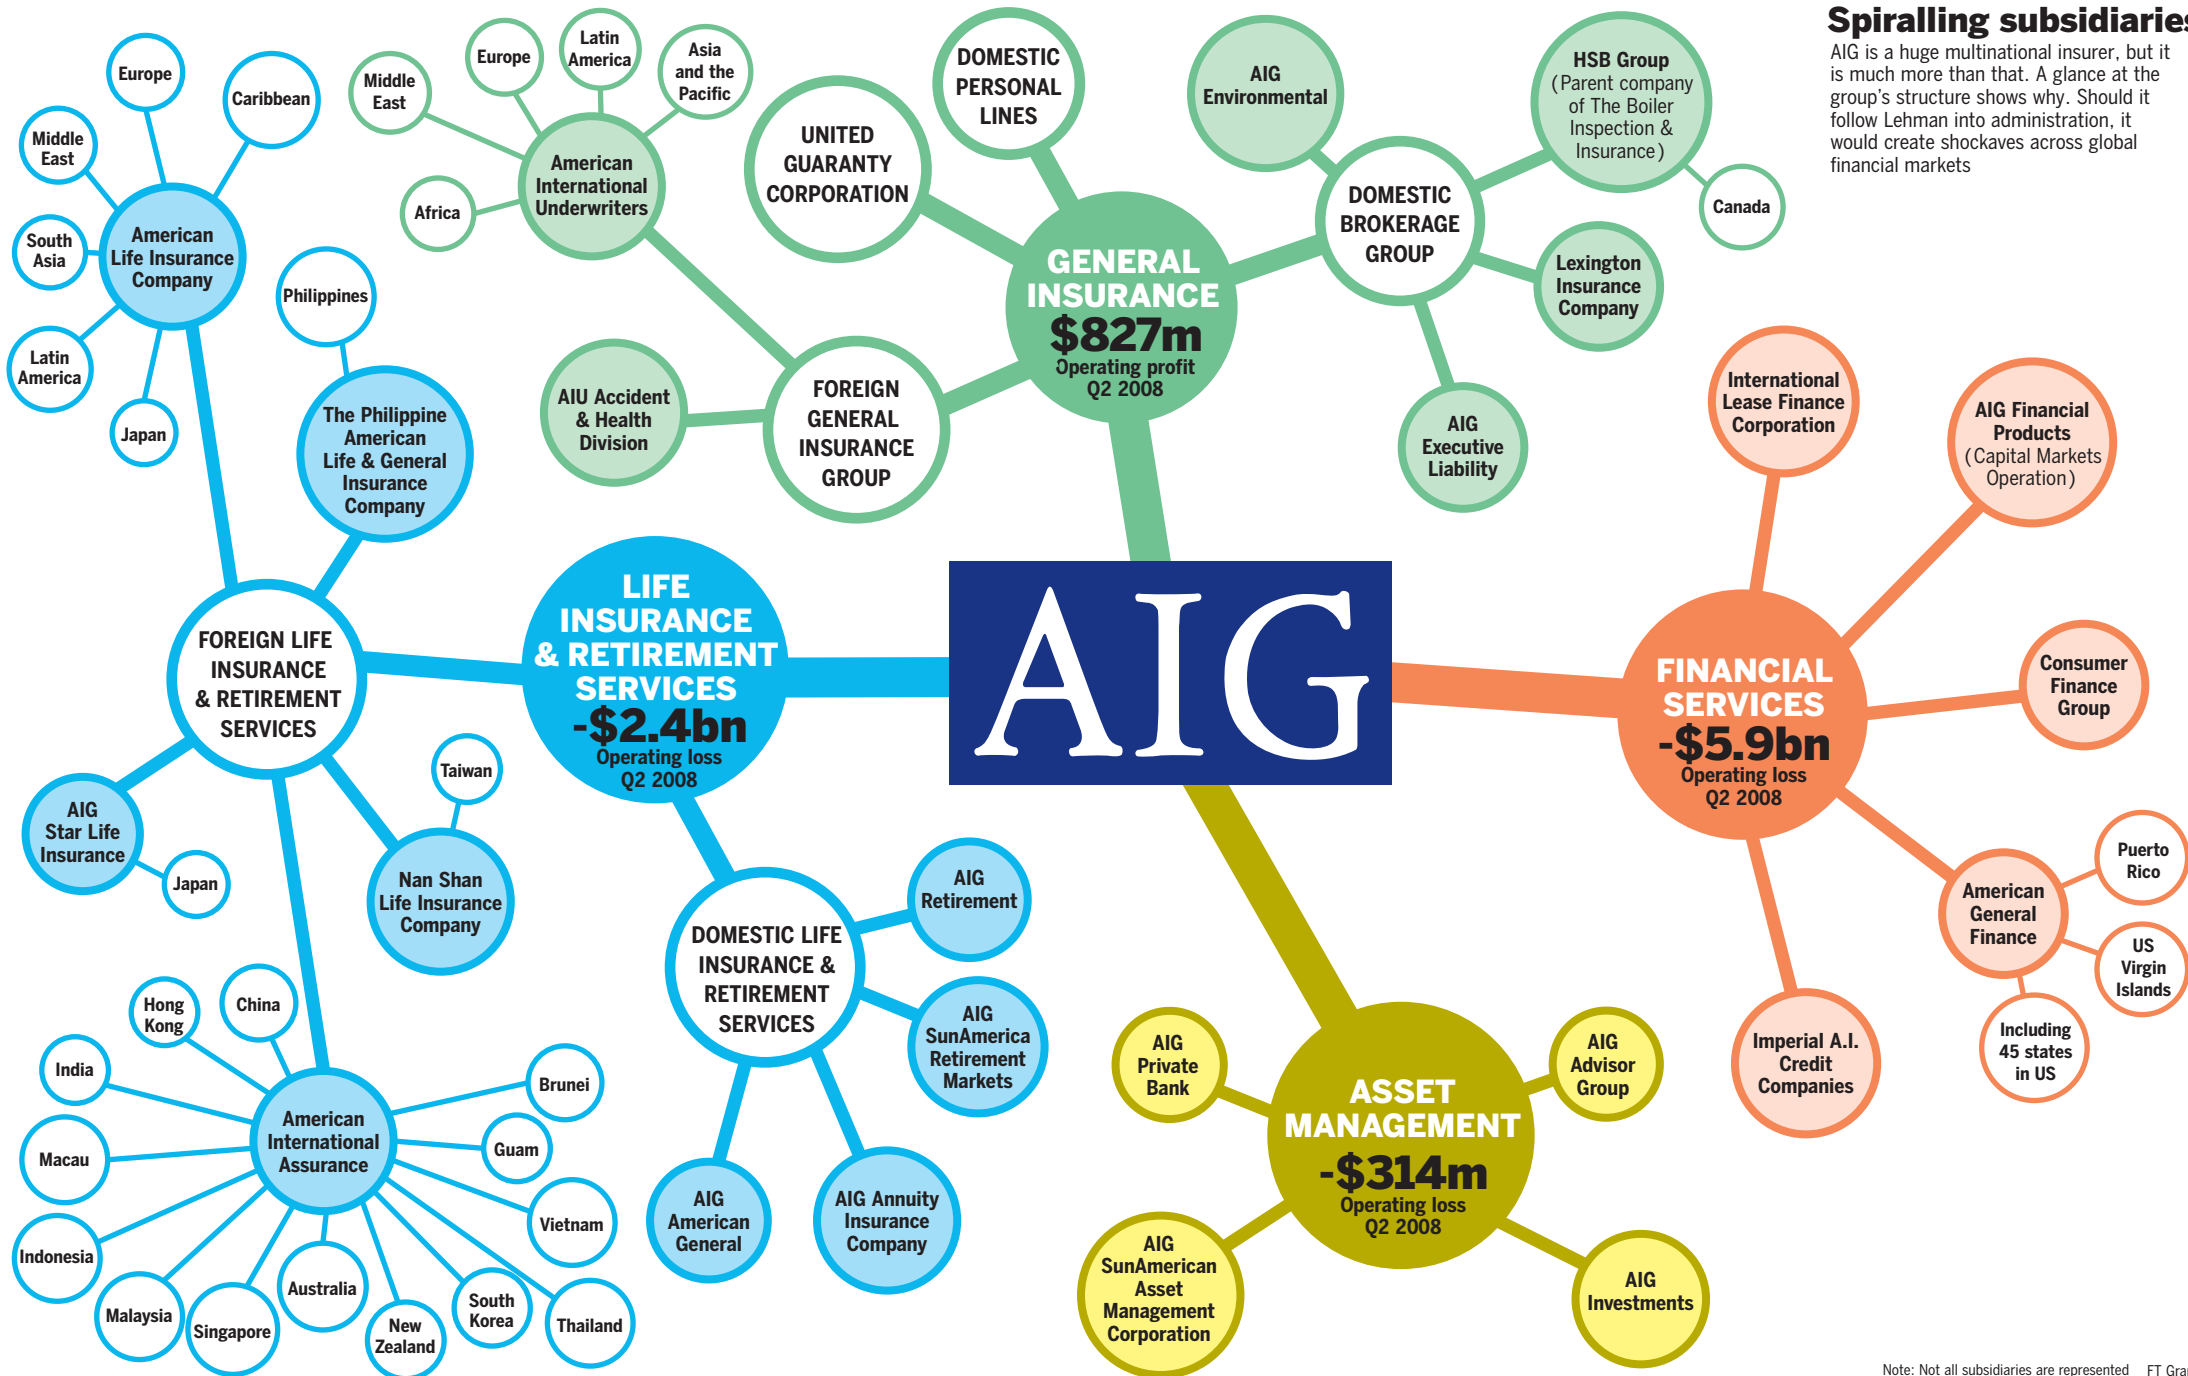 Spiralling subsidiaries
AIG is a huge multinational insurer, but it
is much more than that. A glance at the
group's structure shows why. Should it
follow Lehman into administration, it
would create shockaves across global
financial markets
Europe
Caribbean
Middle
East
South
Asia
Latin
America
Japan
American
Life Insurance
Company
Philippines
The Philippine
American
Life & General
Insurance
Company
Middle
East
Europe
Latin
America
Asia
and the
Pacific
Africa
American
International
Underwriters
AIU Accident
& Health
Division
FOREIGN
GENERAL
INSURANCE
GROUP
UNITED
GUARANTY
CORPORATION
DOMESTIC
PERSONAL
LINES
GENERAL
INSURANCE
$827m
Operating profit
Q2 2008
AIG
Environmental
DOMESTIC
BROKERAGE
GROUP
HSB Group
(Parent company
of The Boiler
Inspection &
Insurance)
Canada
Lexington
Insurance
Company
AIG
Executive
Liability
AIG
LIFE
INSURANCE
& RETIREMENT
SERVICES
-$2.4bn
Operating loss
Q2 2008
FOREIGN LIFE
INSURANCE
& RETIREMENT
SERVICES
AIG
Star Life
Insurance
Japan
Taiwan
Nan Shan
Life Insurance
Company
American
International
Assurance
China
Hong
Kong
India
Macau
Indonesia
Malaysia
Singapore
Australia
New
Zealand
South
Korea
Thailand
Vietnam
Guam
Brunei
DOMESTIC LIFE
INSURANCE &
RETIREMENT
SERVICES
AIG
Retirement
AIG
SunAmerica
Retirement
Markets
AIG Annuity
Insurance
Company
AIG
American
General
FINANCIAL
SERVICES
-$5.9bn
Operating loss
Q2 2008
International
Lease Finance
Corporation
AIG Financial
Products
(Capital Markets
Operation)
Consumer
Finance
Group
American
General
Finance
Puerto
Rico
US
Virgin
Islands
Including
45 states
in US
Imperial A.I.
Credit
Companies
ASSET
MANAGEMENT
-$314m
Operating loss
Q2 2008
AIG
Private
Bank
AIG
Advisor
Group
AIG
SunAmerican
Asset
Management
Corporation
AIG
Investments
Note: Not all subsidiaries are represented FT